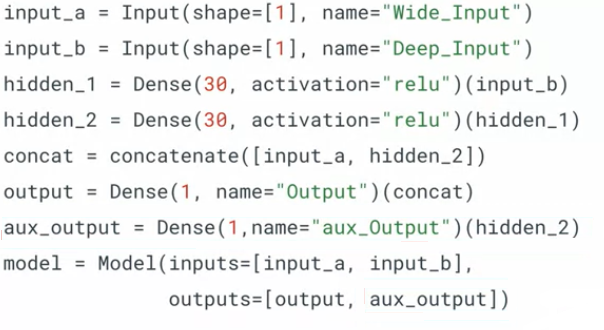 input_a = Input(shape=[1], name="Wide_Input")
input_b = Input(shape=[1], name="Deep_Input")
hidden_1 = Dense(30, activation="relu")(input_b)
hidden_2 = Dense(30, activation="relu")(hidden_1)
concat = concatenate([input_a, hidden_2])
output = Dense(1, name="Output")(concat)
aux_output = Dense(1,name="aux_Output")(hidden_2)
model = Model(inputs=[input_a, input_b],
outputs=[output, aux_output])